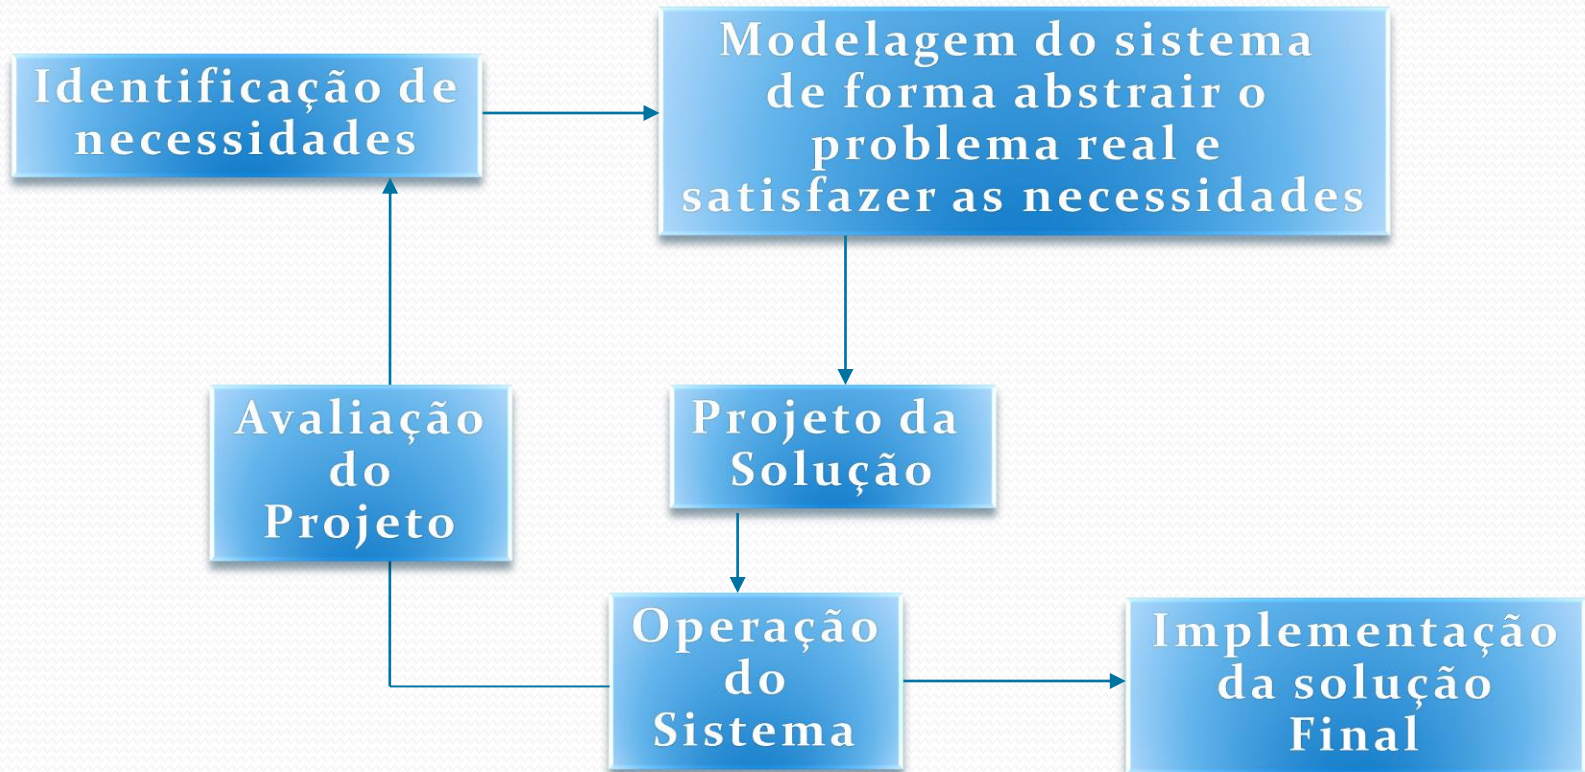 Identificação de
necessidades
Modelagem do sistema
de forma abstrair o
problema real e
satisfazer as necessidades
Avaliação
do
Projeto
Projeto da
Solução
Operação
do
Sistema
Implementação
da solução
Final